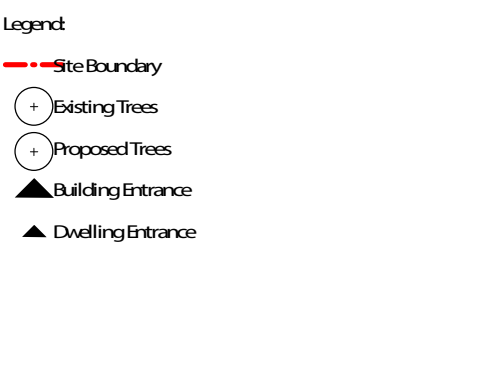 Legend:
Site Boundary
Existing Trees
Proposed Trees
Building Entrance
Dwelling Entrance